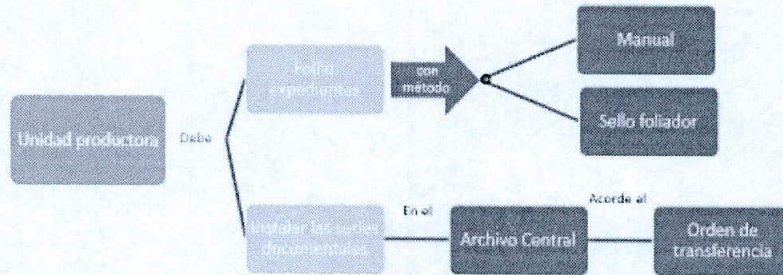 Unidad productora
Debe
Foliar
expedientes
con
método
Manual
Sello foliador
Instalar las series
documentales
En el
Archivo Central
Acorde al
Orden de
transferencia